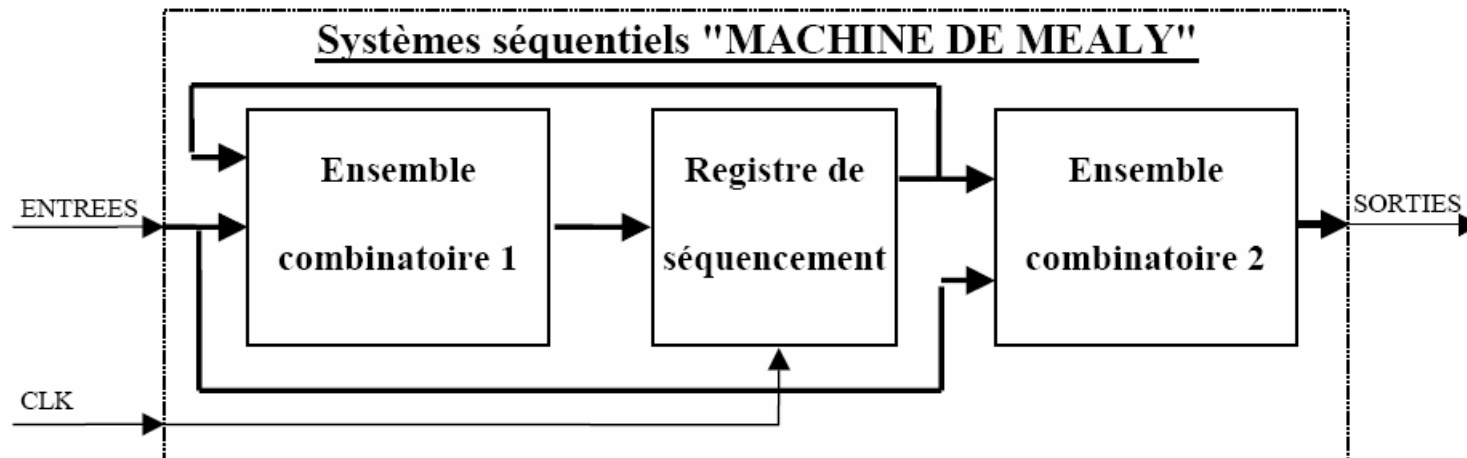 Systèmes séquentiels "MACHINE DE MEALY"
Ensemble
combinatoire 1
Registre de
séquencement
Ensemble
combinatoire 2
ENTREES
SORTIES
CLK